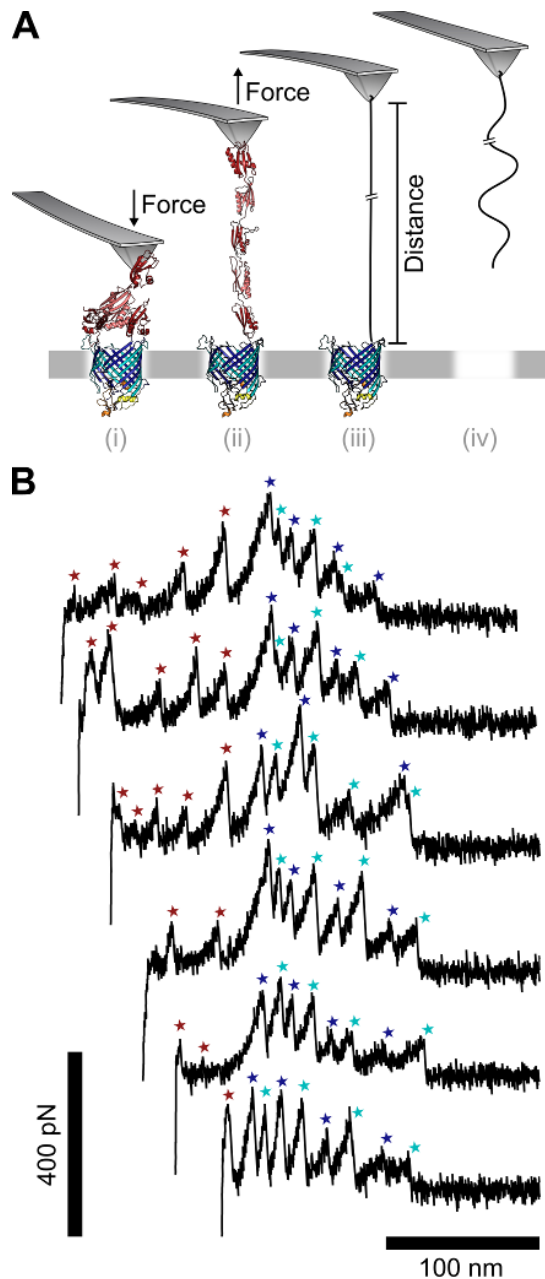 A
Force
Force
Distance
(i)
(ii)
(iii)
(iv)
B
400 pN
100 nm